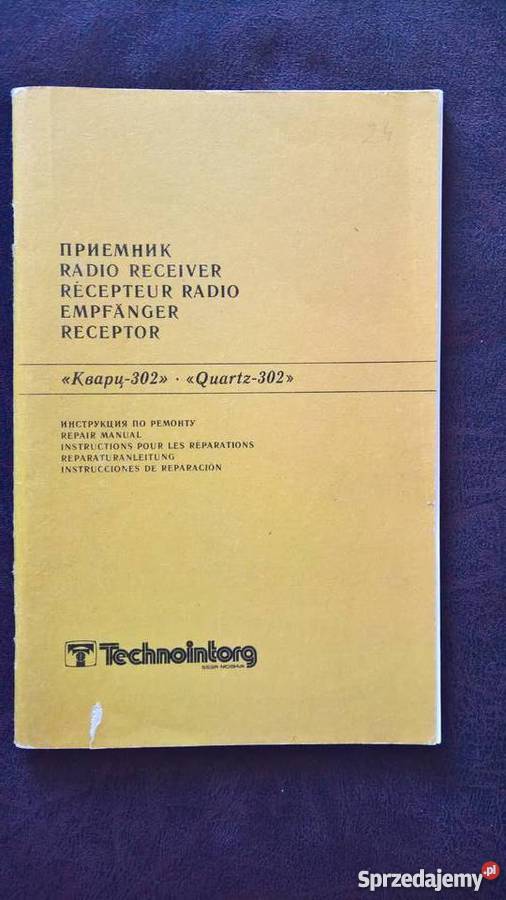 24
ПРИЕМНИК
RADIO RECEIVER
RÉCEPTEUR RADIO
EMPFÄNGER
RECEPTOR
«Кварц-302» · «Quartz-302»
ИНСТРУКЦИЯ ПО РЕМОНТУ
REPAIR MANUAL
INSTRUCTIONS POUR LES RÉPARATIONS
REPARATURANLEITUNG
INSTRUCCIONES DE REPARACIÓN
Technointorg
Sprzedajemy.pl